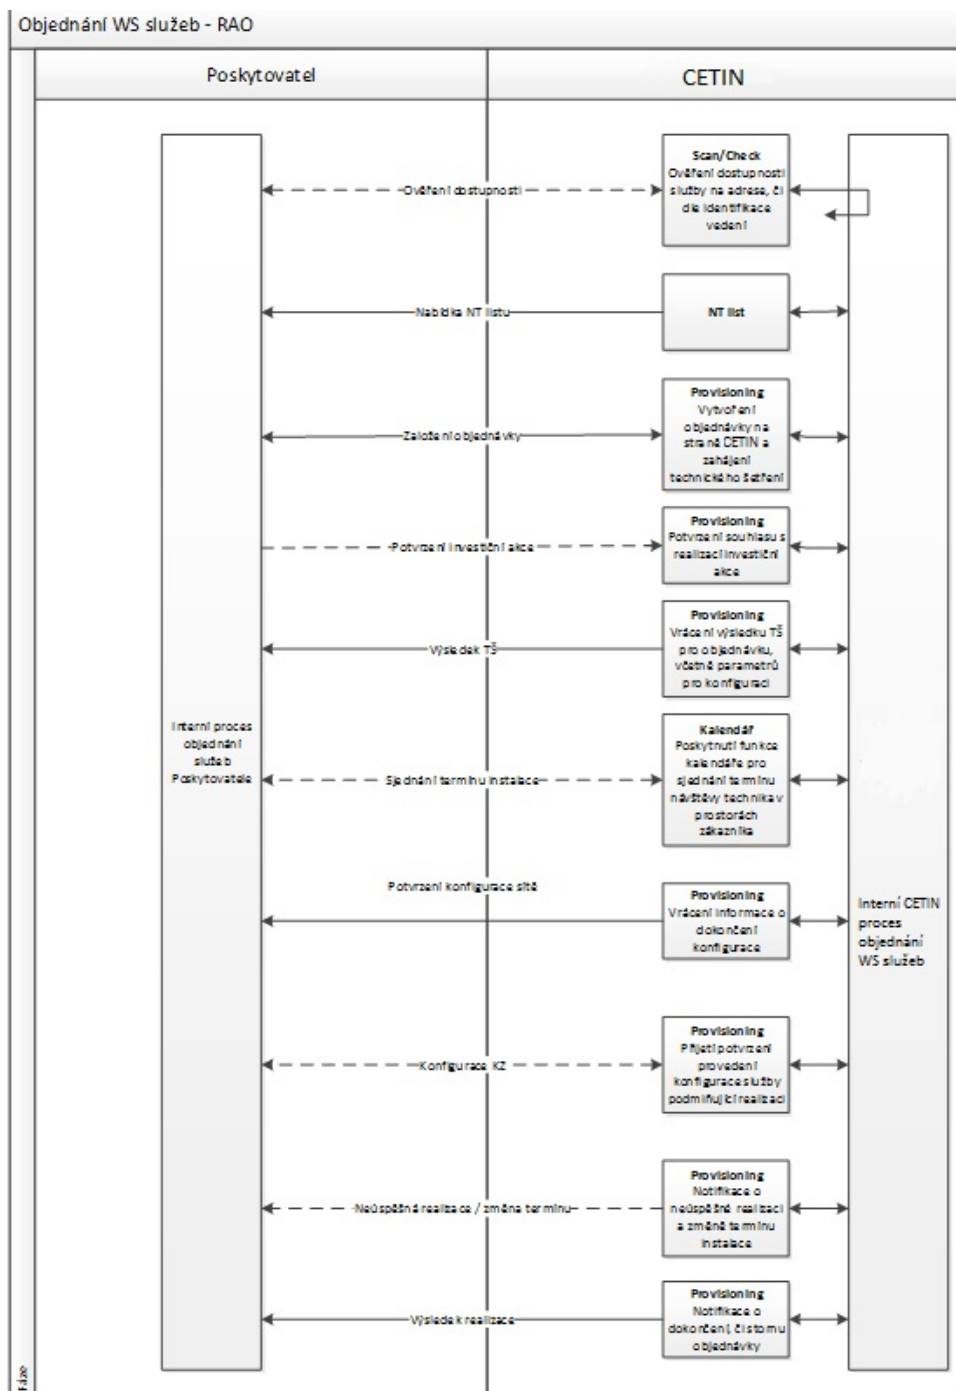 Objednání WS služeb - RAO
Poskytovatel
CETIN
Scan/Check
Ověření dostupnosti
služby na adrese, či
dle identifikace
vedení
Ověření dostupnosti
Nabídka NT listu
NT list
Provisioning
Vytvoření
objednávky na
straně CETIN a
zahájení
technického šetření
Založení objednávky
Provisioning
Potvrzení souhlasu s
realizací investiční
akce
Potvrzení investiční akce
Provisioning
Vrácení výsledku TŠ
pro objednávku,
včetně parametrů
pro konfiguraci
Výsledek TŠ
Interní proces
objednání
služeb
Poskytovatele
Kalendář
Poskytnutí funkce
kalendáře pro
sjednání termínu
návštěvy technika v
prostorách
zákazníka
Sjednání termínu instalace
Potvrzení konfigurace sítě
Provisioning
Vrácení informace o
dokončení
konfigurace
Interní CETIN
proces
objednání
WS služeb
Provisioning
Přijetí potvrzení
provedení
konfigurace služby
podmiňující realizaci
Konfigurace KZ
Provisioning
Notifikace o
neúspěšné realizaci
a změně termínu
instalace
Neúspěšná realizace / změna termínu
Provisioning
Notifikace o
dokončení, či stornu
objednávky
Výsledek realizace
Fáze